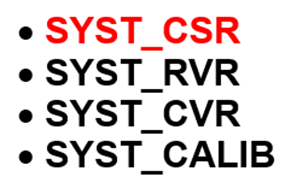 • SYST_CSR
• SYST_RVR
• SYST_CVR
• SYST_CALIB